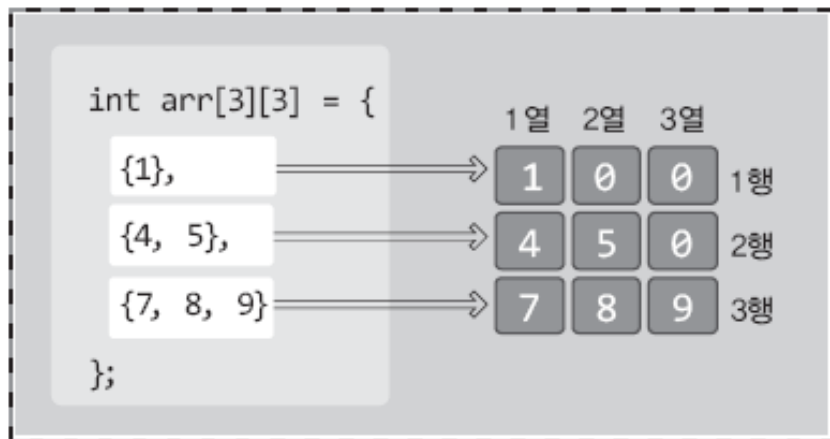 int arr[3][3] = {
{1},
{4, 5},
{7, 8, 9}
};
1열 2열 3열
1 0 0 1행
4 5 0 2행
7 8 9 3행